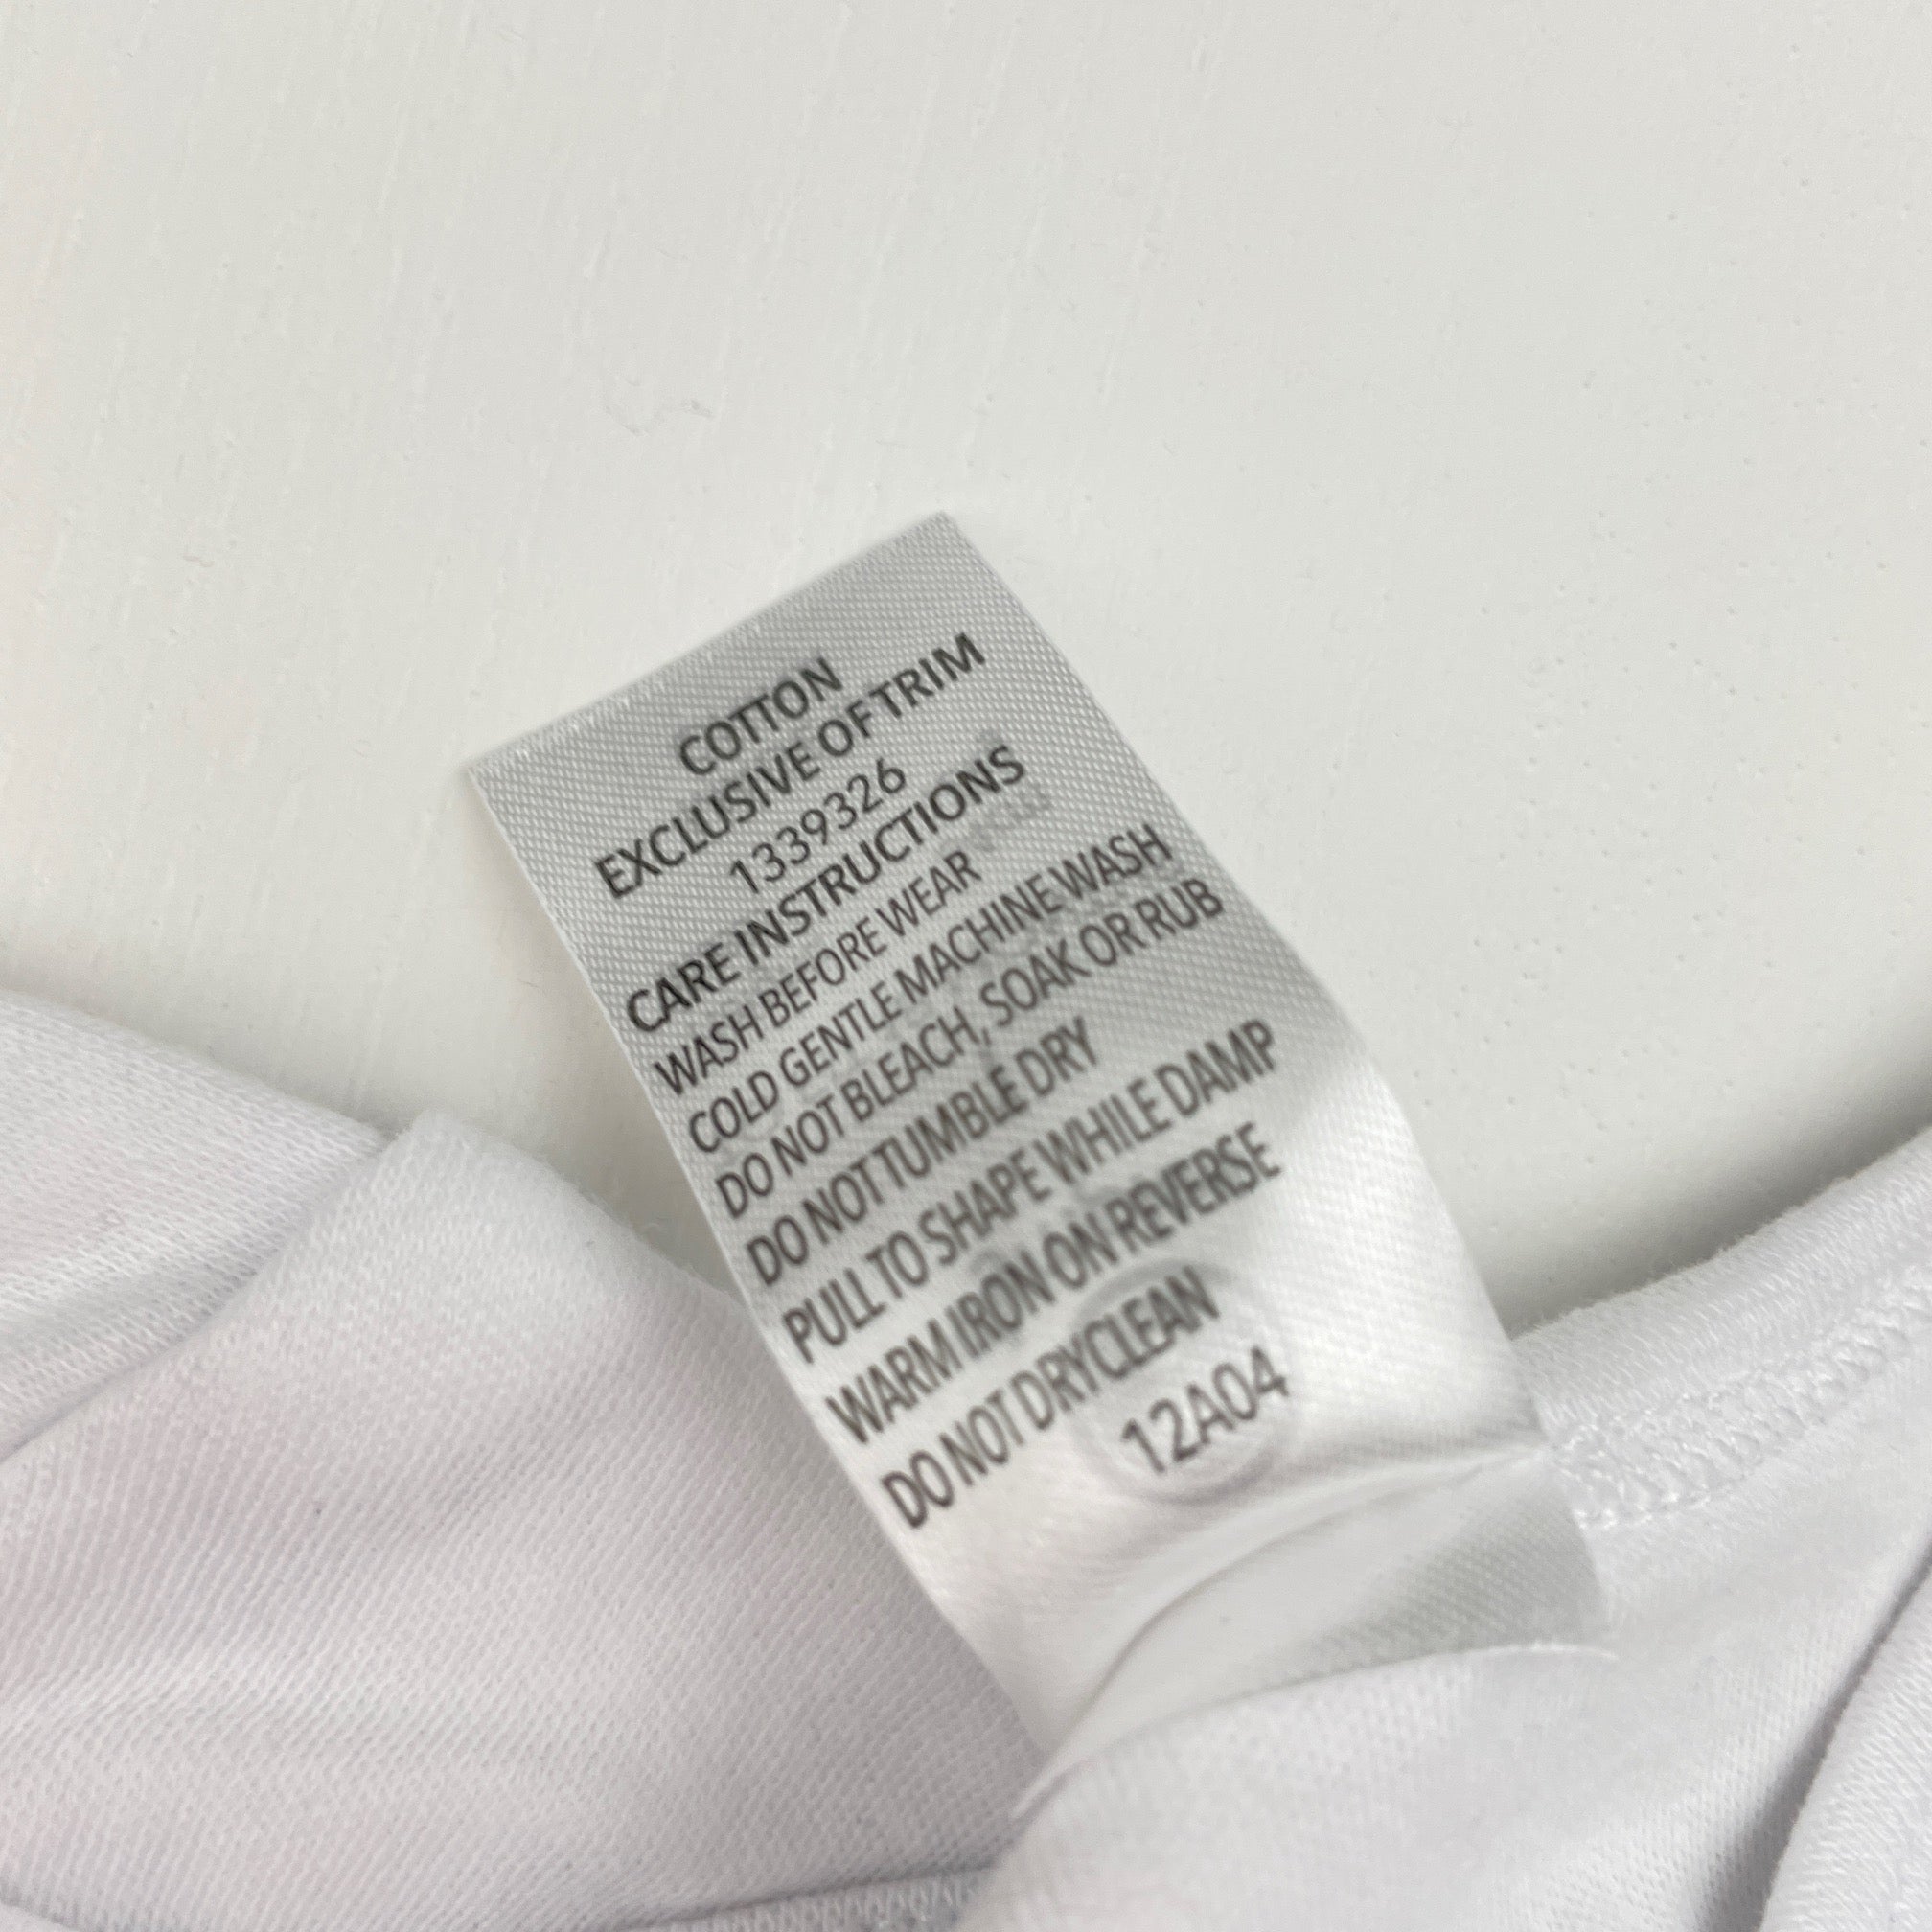 COTTON
EXCLUSIVE OF TRIM
1339326
CARE INSTRUCTIONS
WASH BEFORE WEAR
COLD GENTLE MACHINE WASH
DO NOT BLEACH, SOAK OR RUB
DO NOT TUMBLE DRY
PULL TO SHAPE WHILE DAMP
WARM IRON ON REVERSE
DO NOT DRYCLEAN
12A04